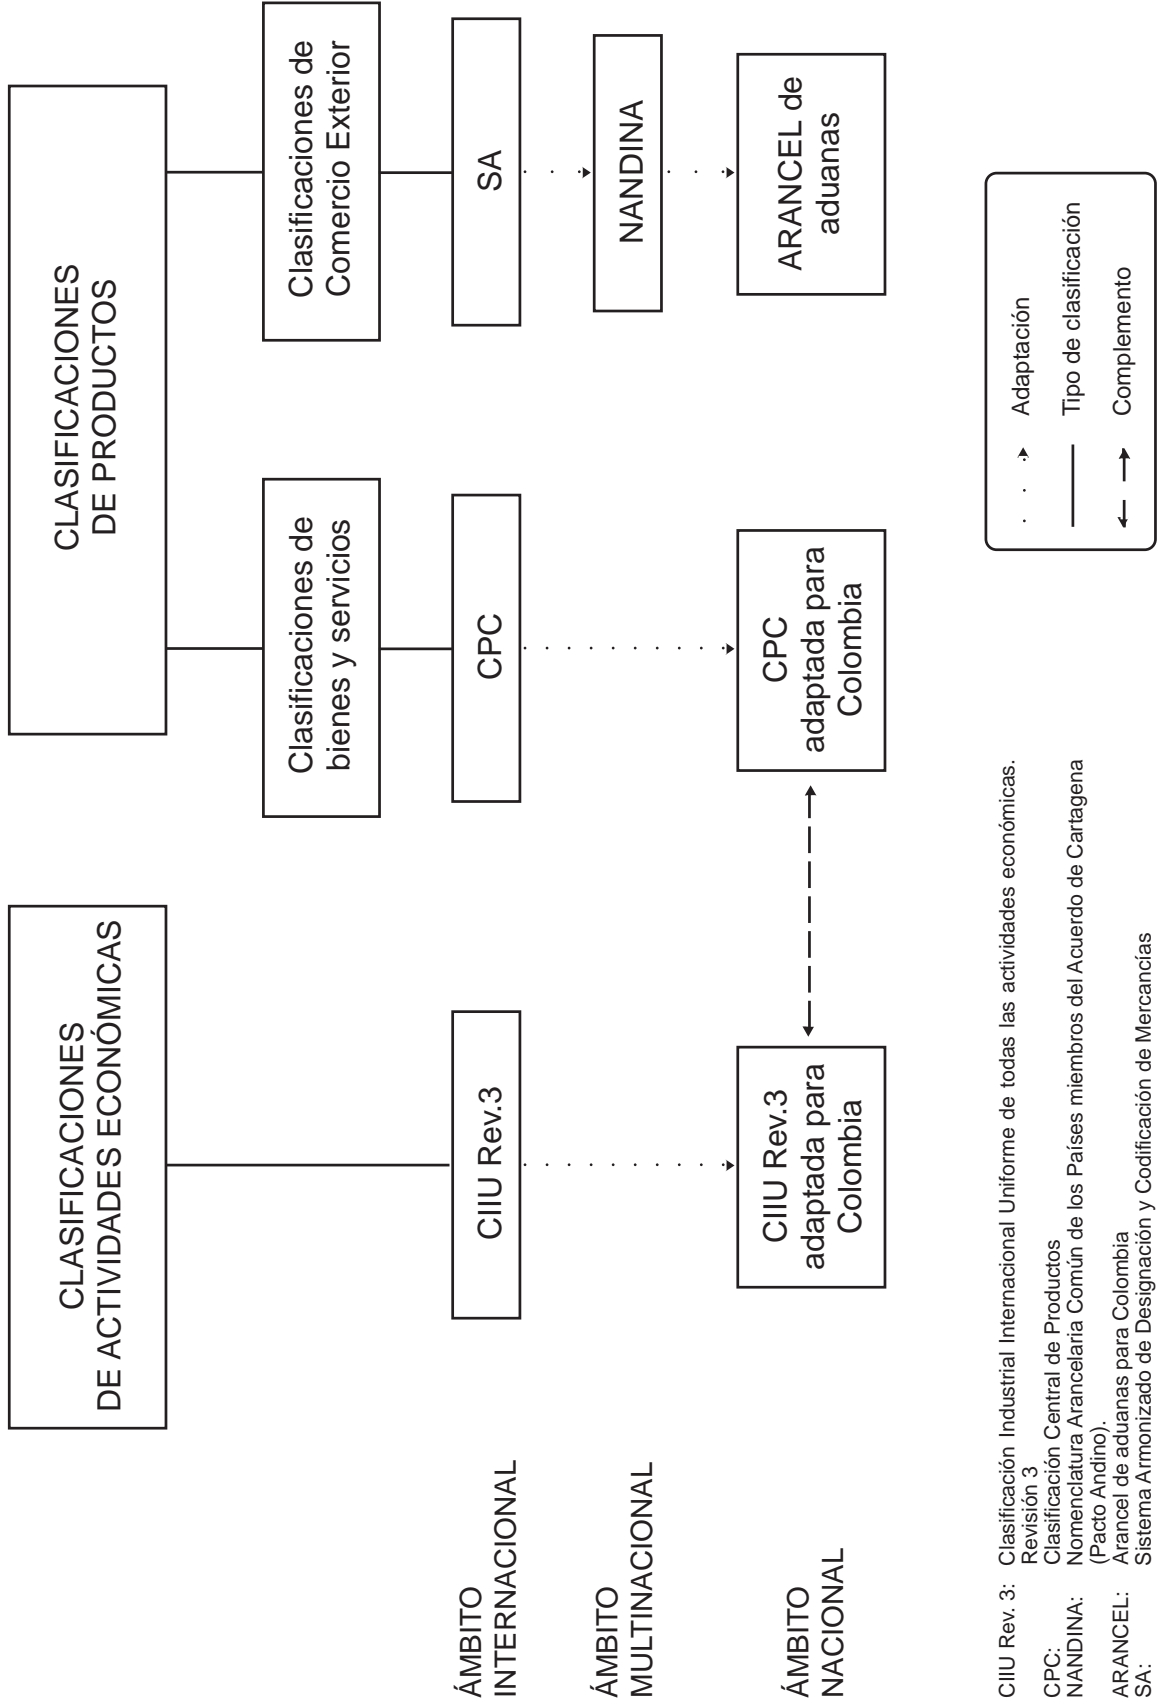 CLASIFICACIONES
DE ACTIVIDADES ECONÓMICAS
CLASIFICACIONES
DE PRODUCTOS
Clasificaciones de
bienes y servicios
Clasificaciones de
Comercio Exterior
ÁMBITO
INTERNACIONAL
CIIU Rev.3
CPC
SA
ÁMBITO
MULTINACIONAL
NANDINA
ÁMBITO
NACIONAL
CIIU Rev.3
adaptada para
Colombia
CPC
adaptada para
Colombia
ARANCEL de
aduanas
CIIU Rev. 3: Clasificación Industrial Internacional Uniforme de todas las actividades económicas.
Revisión 3
CPC: Clasificación Central de Productos
NANDINA: Nomenclatura Arancelaria Común de los Países miembros del Acuerdo de Cartagena
(Pacto Andino).
ARANCEL: Arancel de aduanas para Colombia
SA: Sistema Armonizado de Designación y Codificación de Mercancías
Adaptación
Tipo de clasificación
Complemento